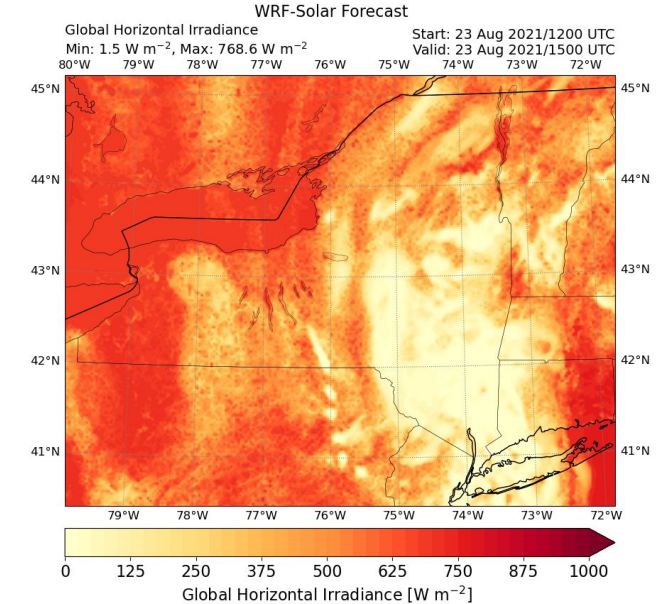 WRF-Solar Forecast
Global Horizontal Irradiance
Start: 23 Aug 2021/1200 UTC
Min: 1.5 W m⁻², Max: 768.6 W m⁻²
Valid: 23 Aug 2021/1500 UTC
80°W 79°W 78°W 77°W 76°W 75°W 74°W 73°W 72°W
45°N 45°N
44°N 44°N
43°N 43°N
42°N 42°N
41°N 41°N
79°W 78°W 77°W 76°W 75°W 74°W 73°W 72°W
0 125 250 375 500 625 750 875 1000
Global Horizontal Irradiance [W m⁻²]